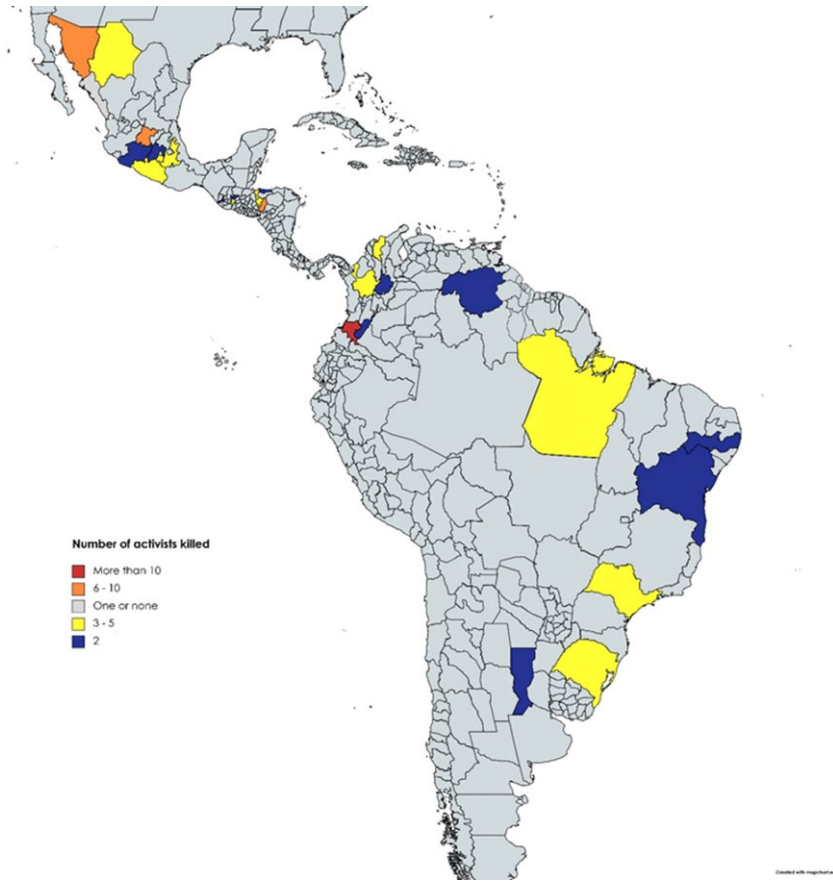 Number of activists killed
More than 10
6 - 10
One or none
3 - 5
2
Created with mapchart.net